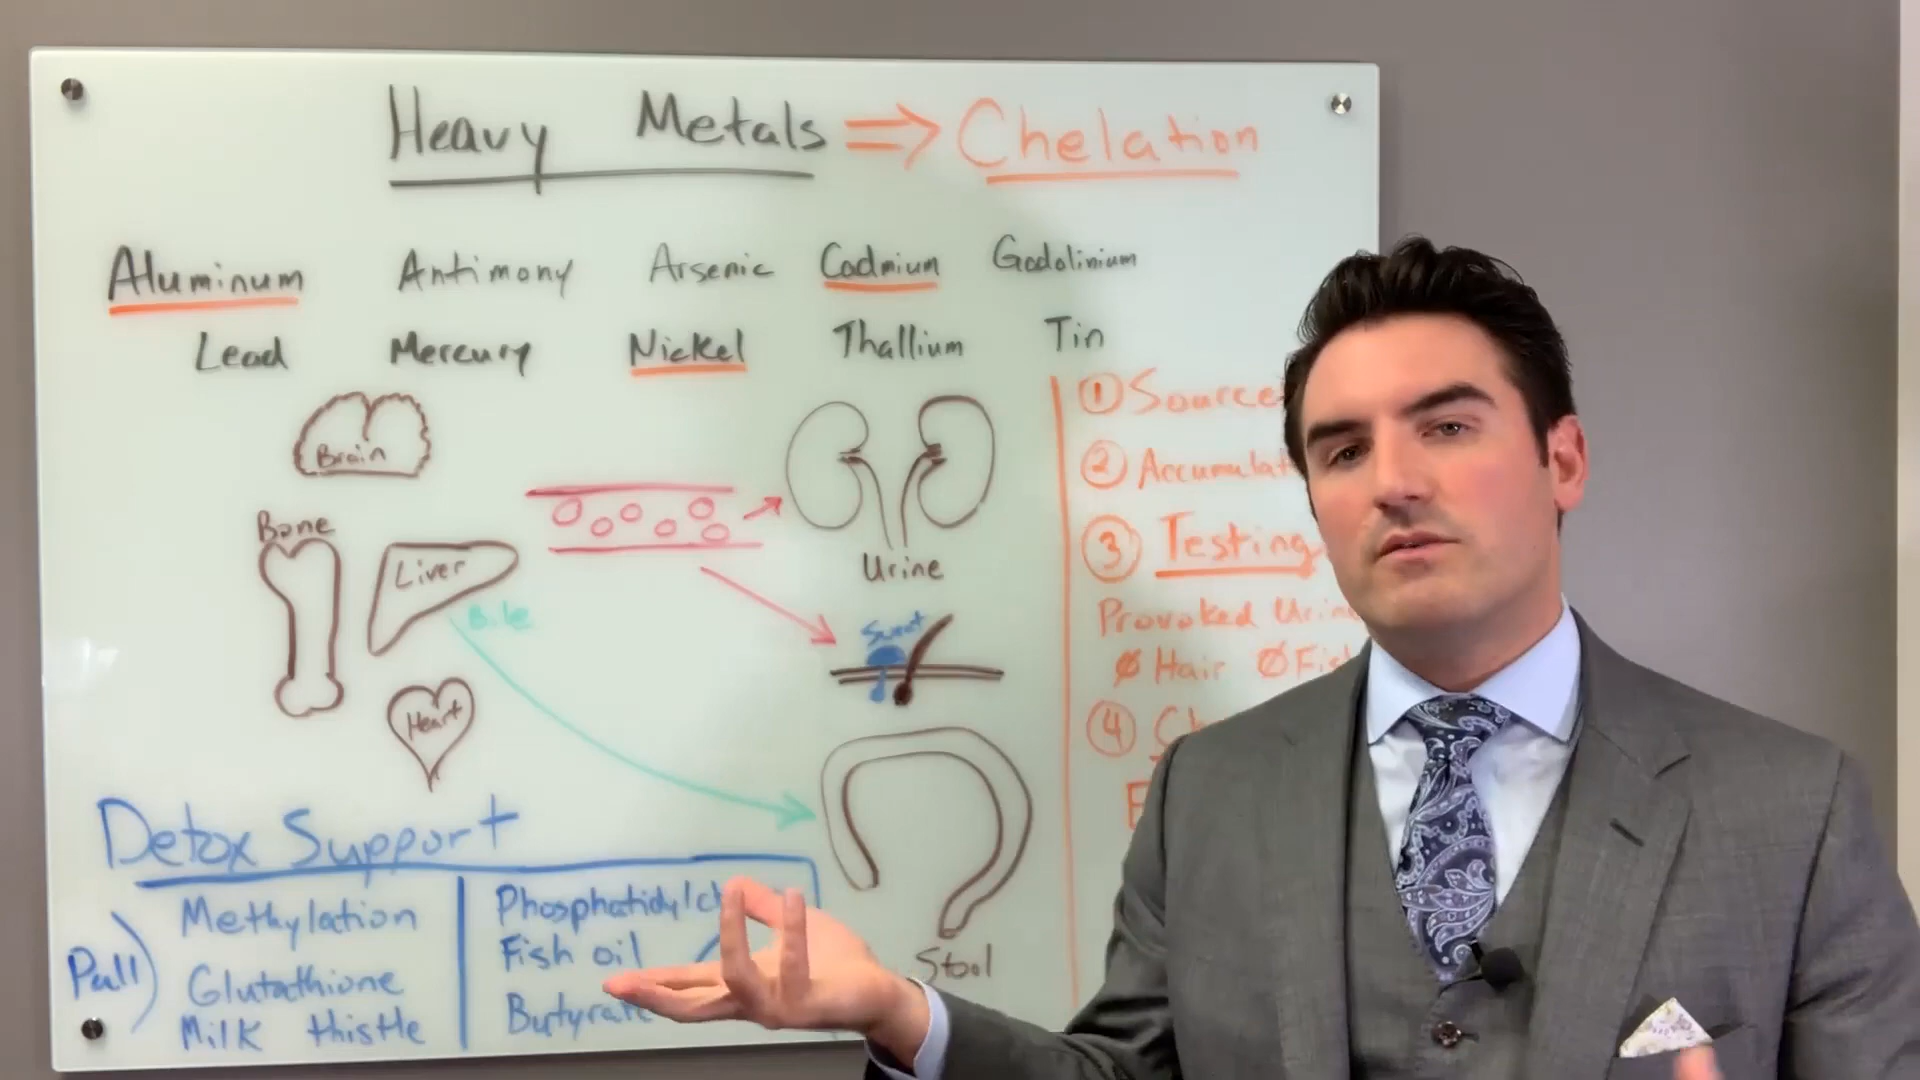 Heavy Metals ⇒ Chelation
Aluminum Antimony Arsenic Cadmium Gadolinium
Lead Mercury Nickel Thallium Tin
Brain
Bone
Liver
Heart
Bile
Urine
Sweat
Stool
① Source
② Accumulat
③ Testing
Provoked Urin
Ø Hair Ø Fis
④ C
E
Detox Support
Pull
Methylation
Glutathione
Milk thistle
Phosphatidylch
Fish oil
Butyrate